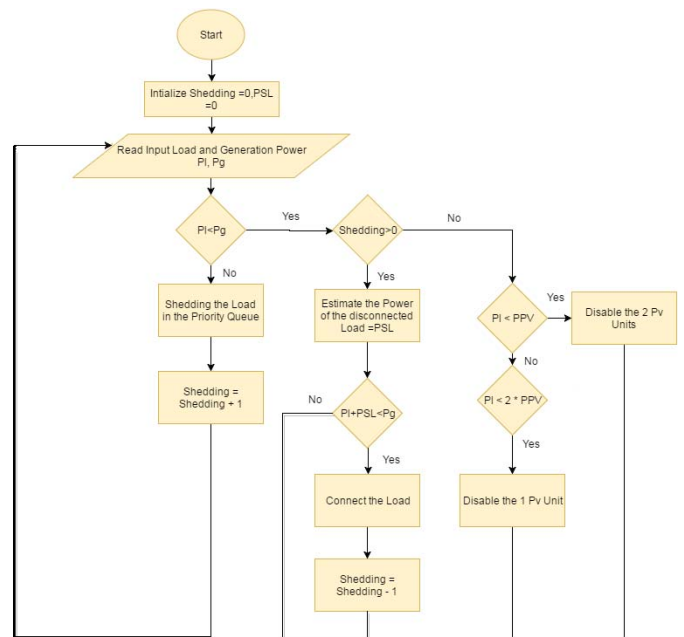 Start
Intialize Shedding =0,PSL
=0
Read Input Load and Generation Power
Pl, Pg
Pl<Pg
Yes
Shedding>0
No
No
Yes
Shedding the Load
in the Priority Queue
Estimate the Power
of the disconnected
Load =PSL
Pl < PPV
Yes
Disable the 2 Pv
Units
No
Shedding =
Shedding + 1
No
Pl+PSL<Pg
Pl < 2 * PPV
Yes
Yes
Connect the Load
Disable the 1 Pv Unit
Shedding =
Shedding - 1